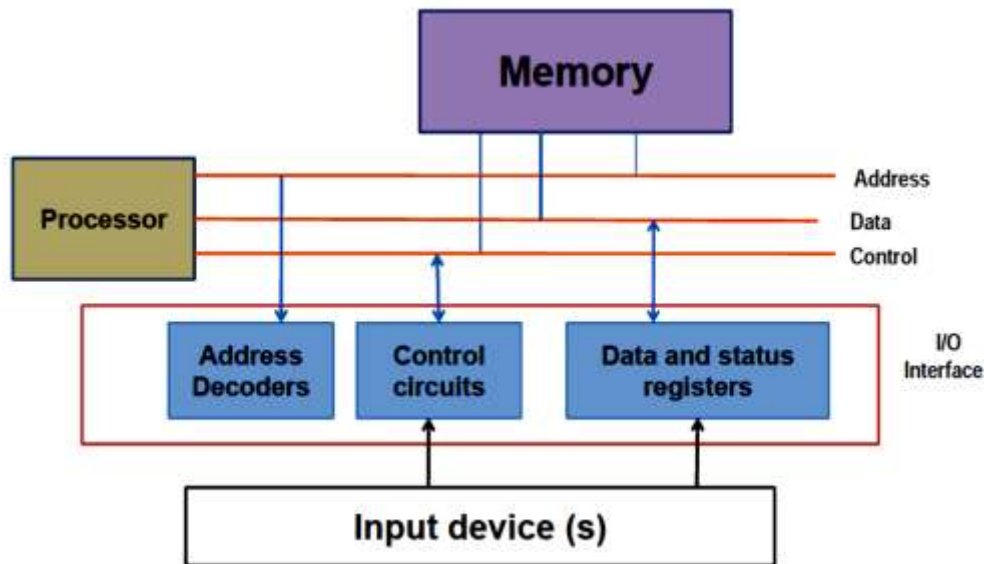 Memory
Processor
Address
Data
Control
Address
Decoders
Control
circuits
Data and status
registers
I/O
Interface
Input device (s)